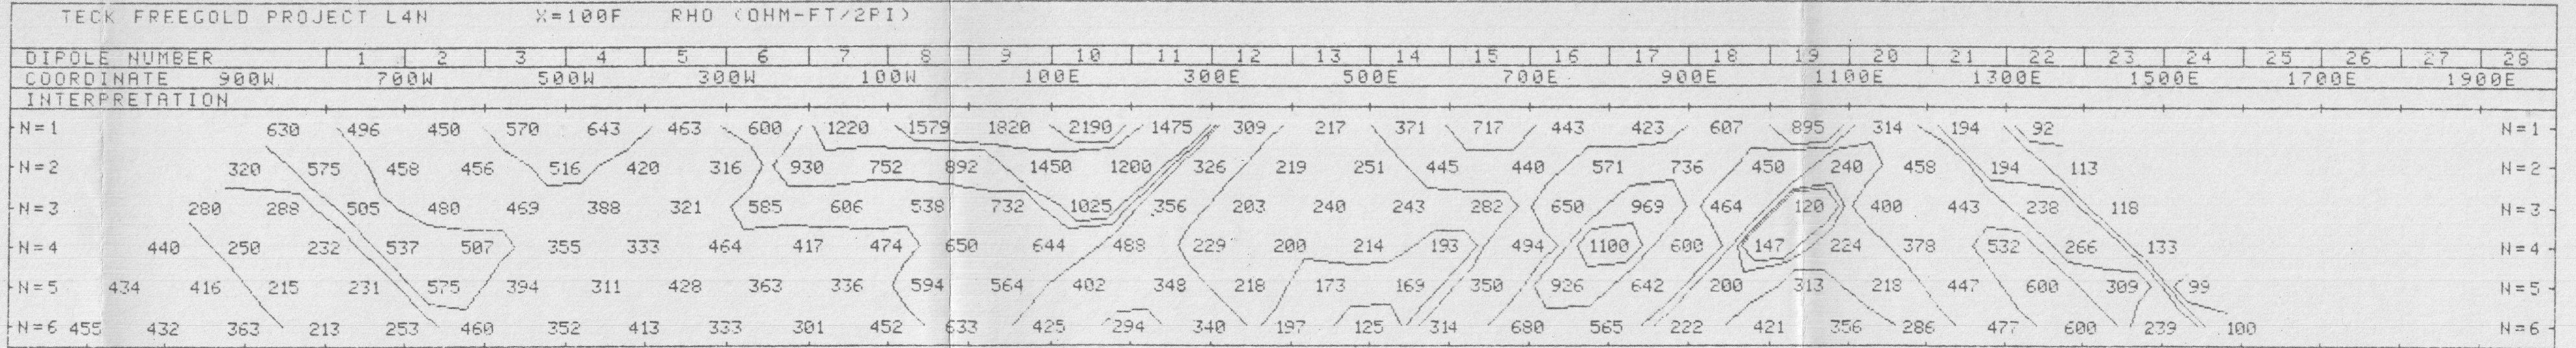 TECK FREEGOLD PROJECT L4N X=100F RHO (OHM-FT/2PI)
DIPOLE NUMBER 1 2 3 4 5 6 7 8 9 10 11 12 13 14 15 16 17 18 19 20 21 22 23 24 25 26 27 28
COORDINATE 900W 700W 500W 300W 100W 100E 300E 500E 700E 900E 1100E 1300E 1500E 1700E 1900E
INTERPRETATION
N=1 630 496 450 570 643 463 600 1220 1579 1820 2190 1475 309 217 371 717 443 423 607 895 314 194 92 N=1
N=2 320 575 458 456 516 420 316 930 752 892 1450 1200 326 219 251 445 440 571 736 450 240 458 194 113 N=2
N=3 280 288 505 480 469 388 321 585 606 538 732 1025 356 203 240 243 282 650 969 464 120 400 443 238 118 N=3
N=4 440 250 232 537 507 355 333 464 417 474 650 644 488 229 200 214 193 494 1100 600 147 224 378 532 266 133 N=4
N=5 434 416 215 231 575 394 311 428 363 336 594 564 402 348 218 173 169 350 926 642 200 313 218 447 600 309 99 N=5
N=6 455 432 363 213 253 460 352 413 333 301 452 633 425 294 340 197 125 314 680 565 222 421 356 286 477 600 239 100 N=6